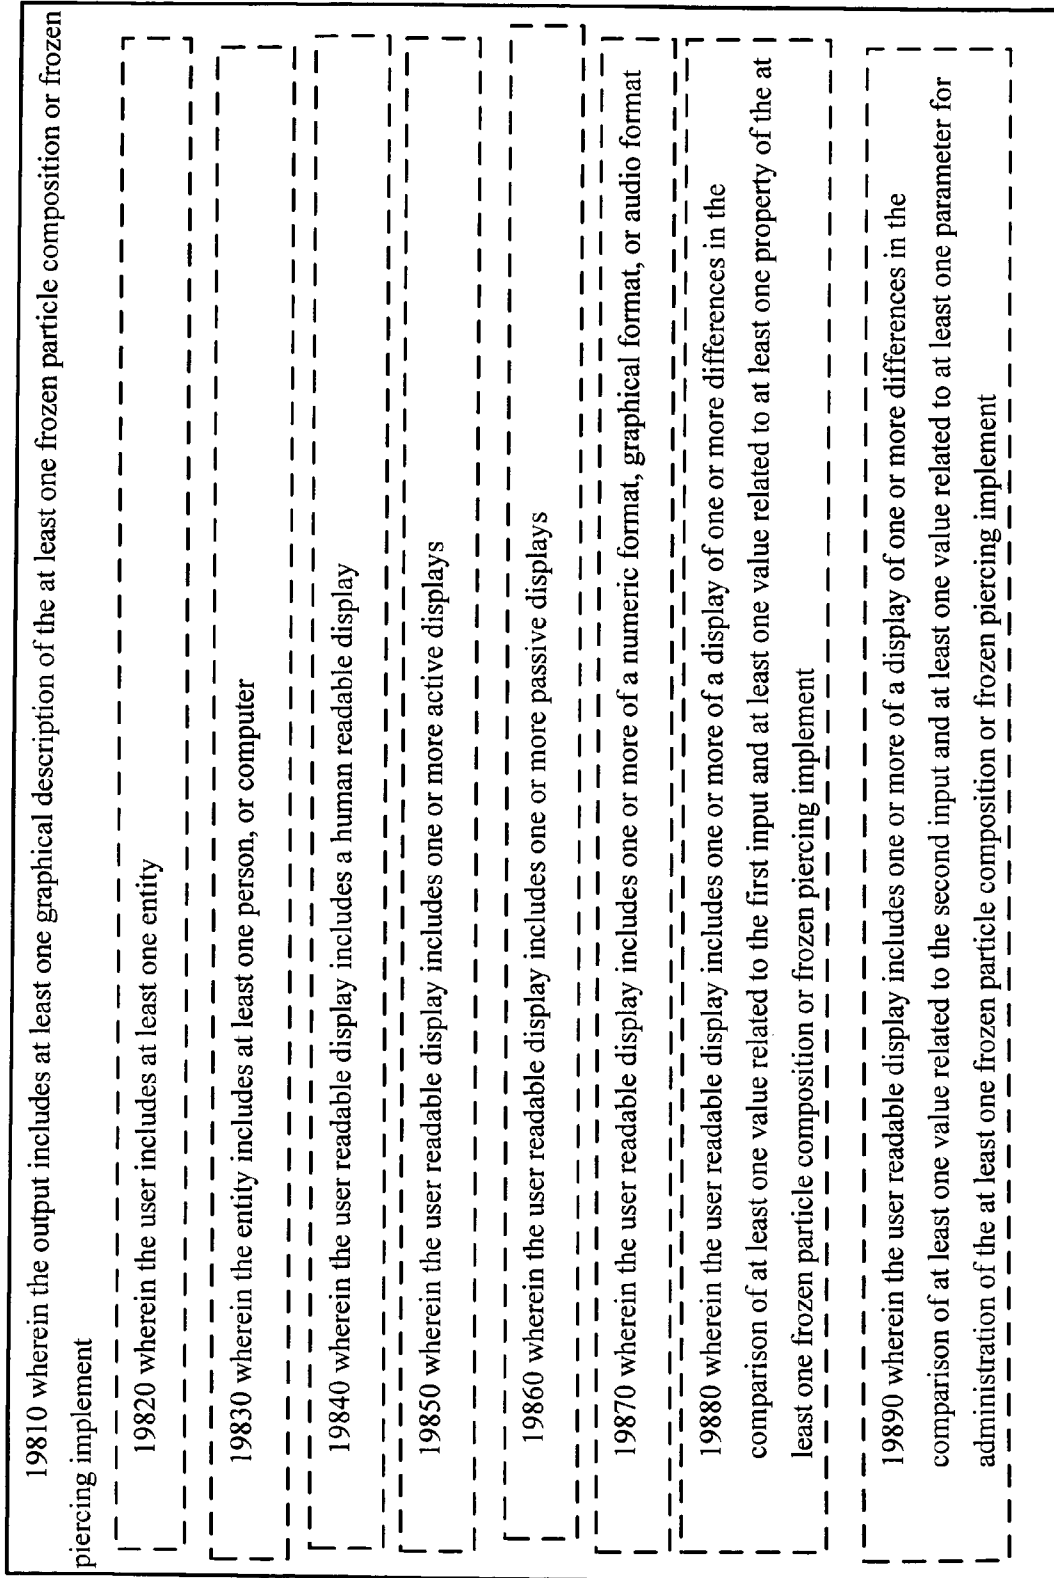 19810 wherein the output includes at least one graphical description of the at least one frozen particle composition or frozen
piercing implement
19820 wherein the user includes at least one entity
19830 wherein the entity includes at least one person, or computer
19840 wherein the user readable display includes a human readable display
19850 wherein the user readable display includes one or more active displays
19860 wherein the user readable display includes one or more passive displays
19870 wherein the user readable display includes one or more of a numeric format, graphical format, or audio format
19880 wherein the user readable display includes one or more of a display of one or more differences in the
comparison of at least one value related to the first input and at least one value related to at least one property of the at
least one frozen particle composition or frozen piercing implement
19890 wherein the user readable display includes one or more of a display of one or more differences in the
comparison of at least one value related to the second input and at least one value related to at least one parameter for
administration of the at least one frozen particle composition or frozen piercing implement